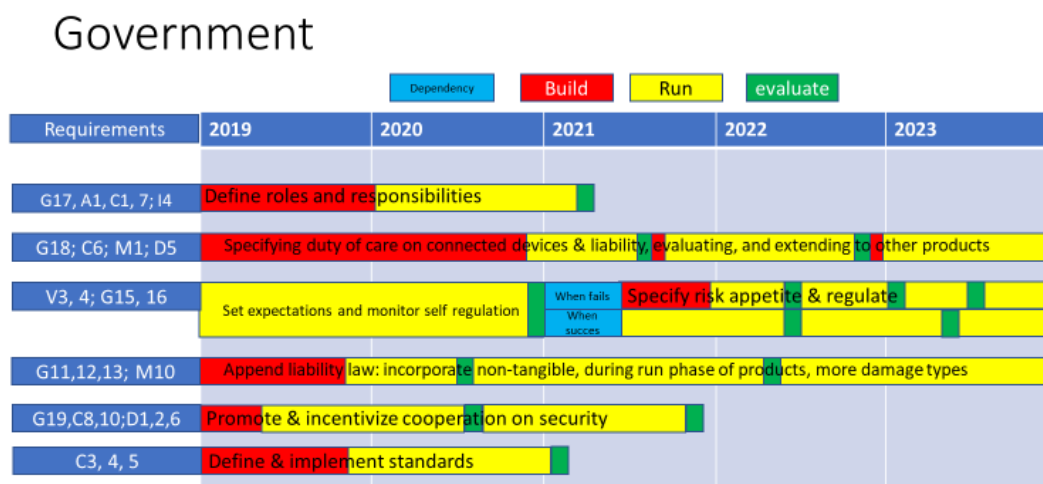 Government
Dependency Build Run evaluate
Requirements 2019 2020 2021 2022 2023
G17, A1, C1, 7; I4 Define roles and responsibilities
G18; C6; M1; D5 Specifying duty of care on connected devices & liability, evaluating, and extending to other products
V3, 4; G15, 16 Set expectations and monitor self regulation When fails Specify risk appetite & regulate
When
succes
G11,12,13; M10 Append liability law: incorporate non-tangible, during run phase of products, more damage types
G19,C8,10;D1,2,6 Promote & incentivize cooperation on security
C3, 4, 5 Define & implement standards